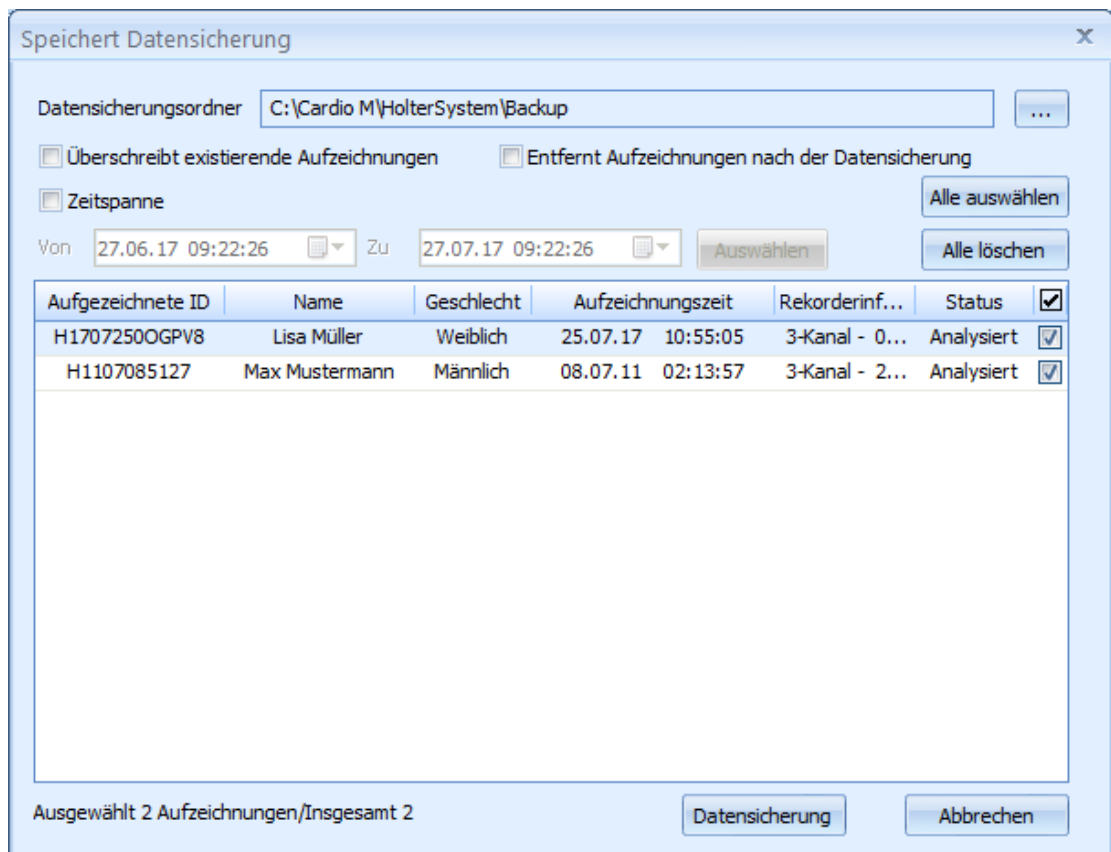 Speichert Datensicherung x
Datensicherungsordner C:\Cardio M\HolterSystem\Backup ...
Überschreibt existierende Aufzeichnungen Entfernt Aufzeichnungen nach der Datensicherung
Zeitspanne Alle auswählen
Von 27.06.17 09:22:26 Zu 27.07.17 09:22:26 Auswählen Alle löschen
Aufgezeichnete ID Name Geschlecht Aufzeichnungszeit Rekorderinf... Status
H1707250OGPV8 Lisa Müller Weiblich 25.07.17 10:55:05 3-Kanal - 0... Analysiert
H1107085127 Max Mustermann Männlich 08.07.11 02:13:57 3-Kanal - 2... Analysiert
Ausgewählt 2 Aufzeichnungen/Insgesamt 2 Datensicherung Abbrechen